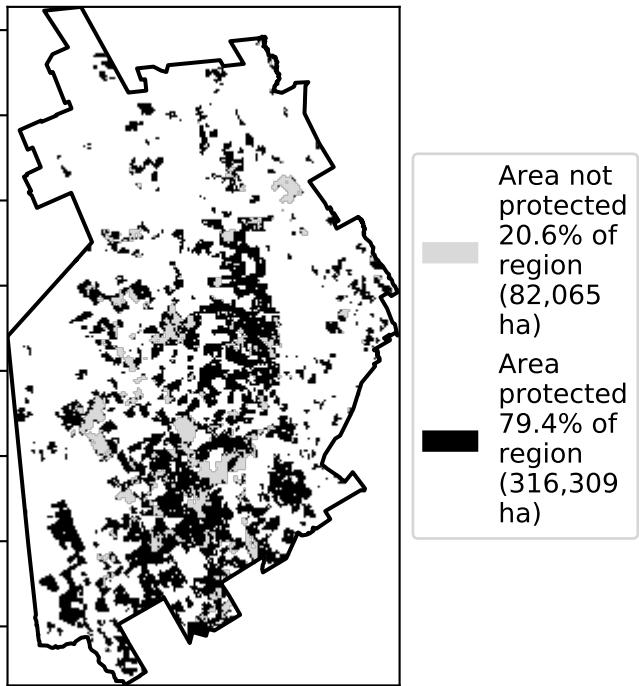 Area not
protected
20.6% of
region
(82,065
ha)
Area
protected
79.4% of
region
(316,309
ha)